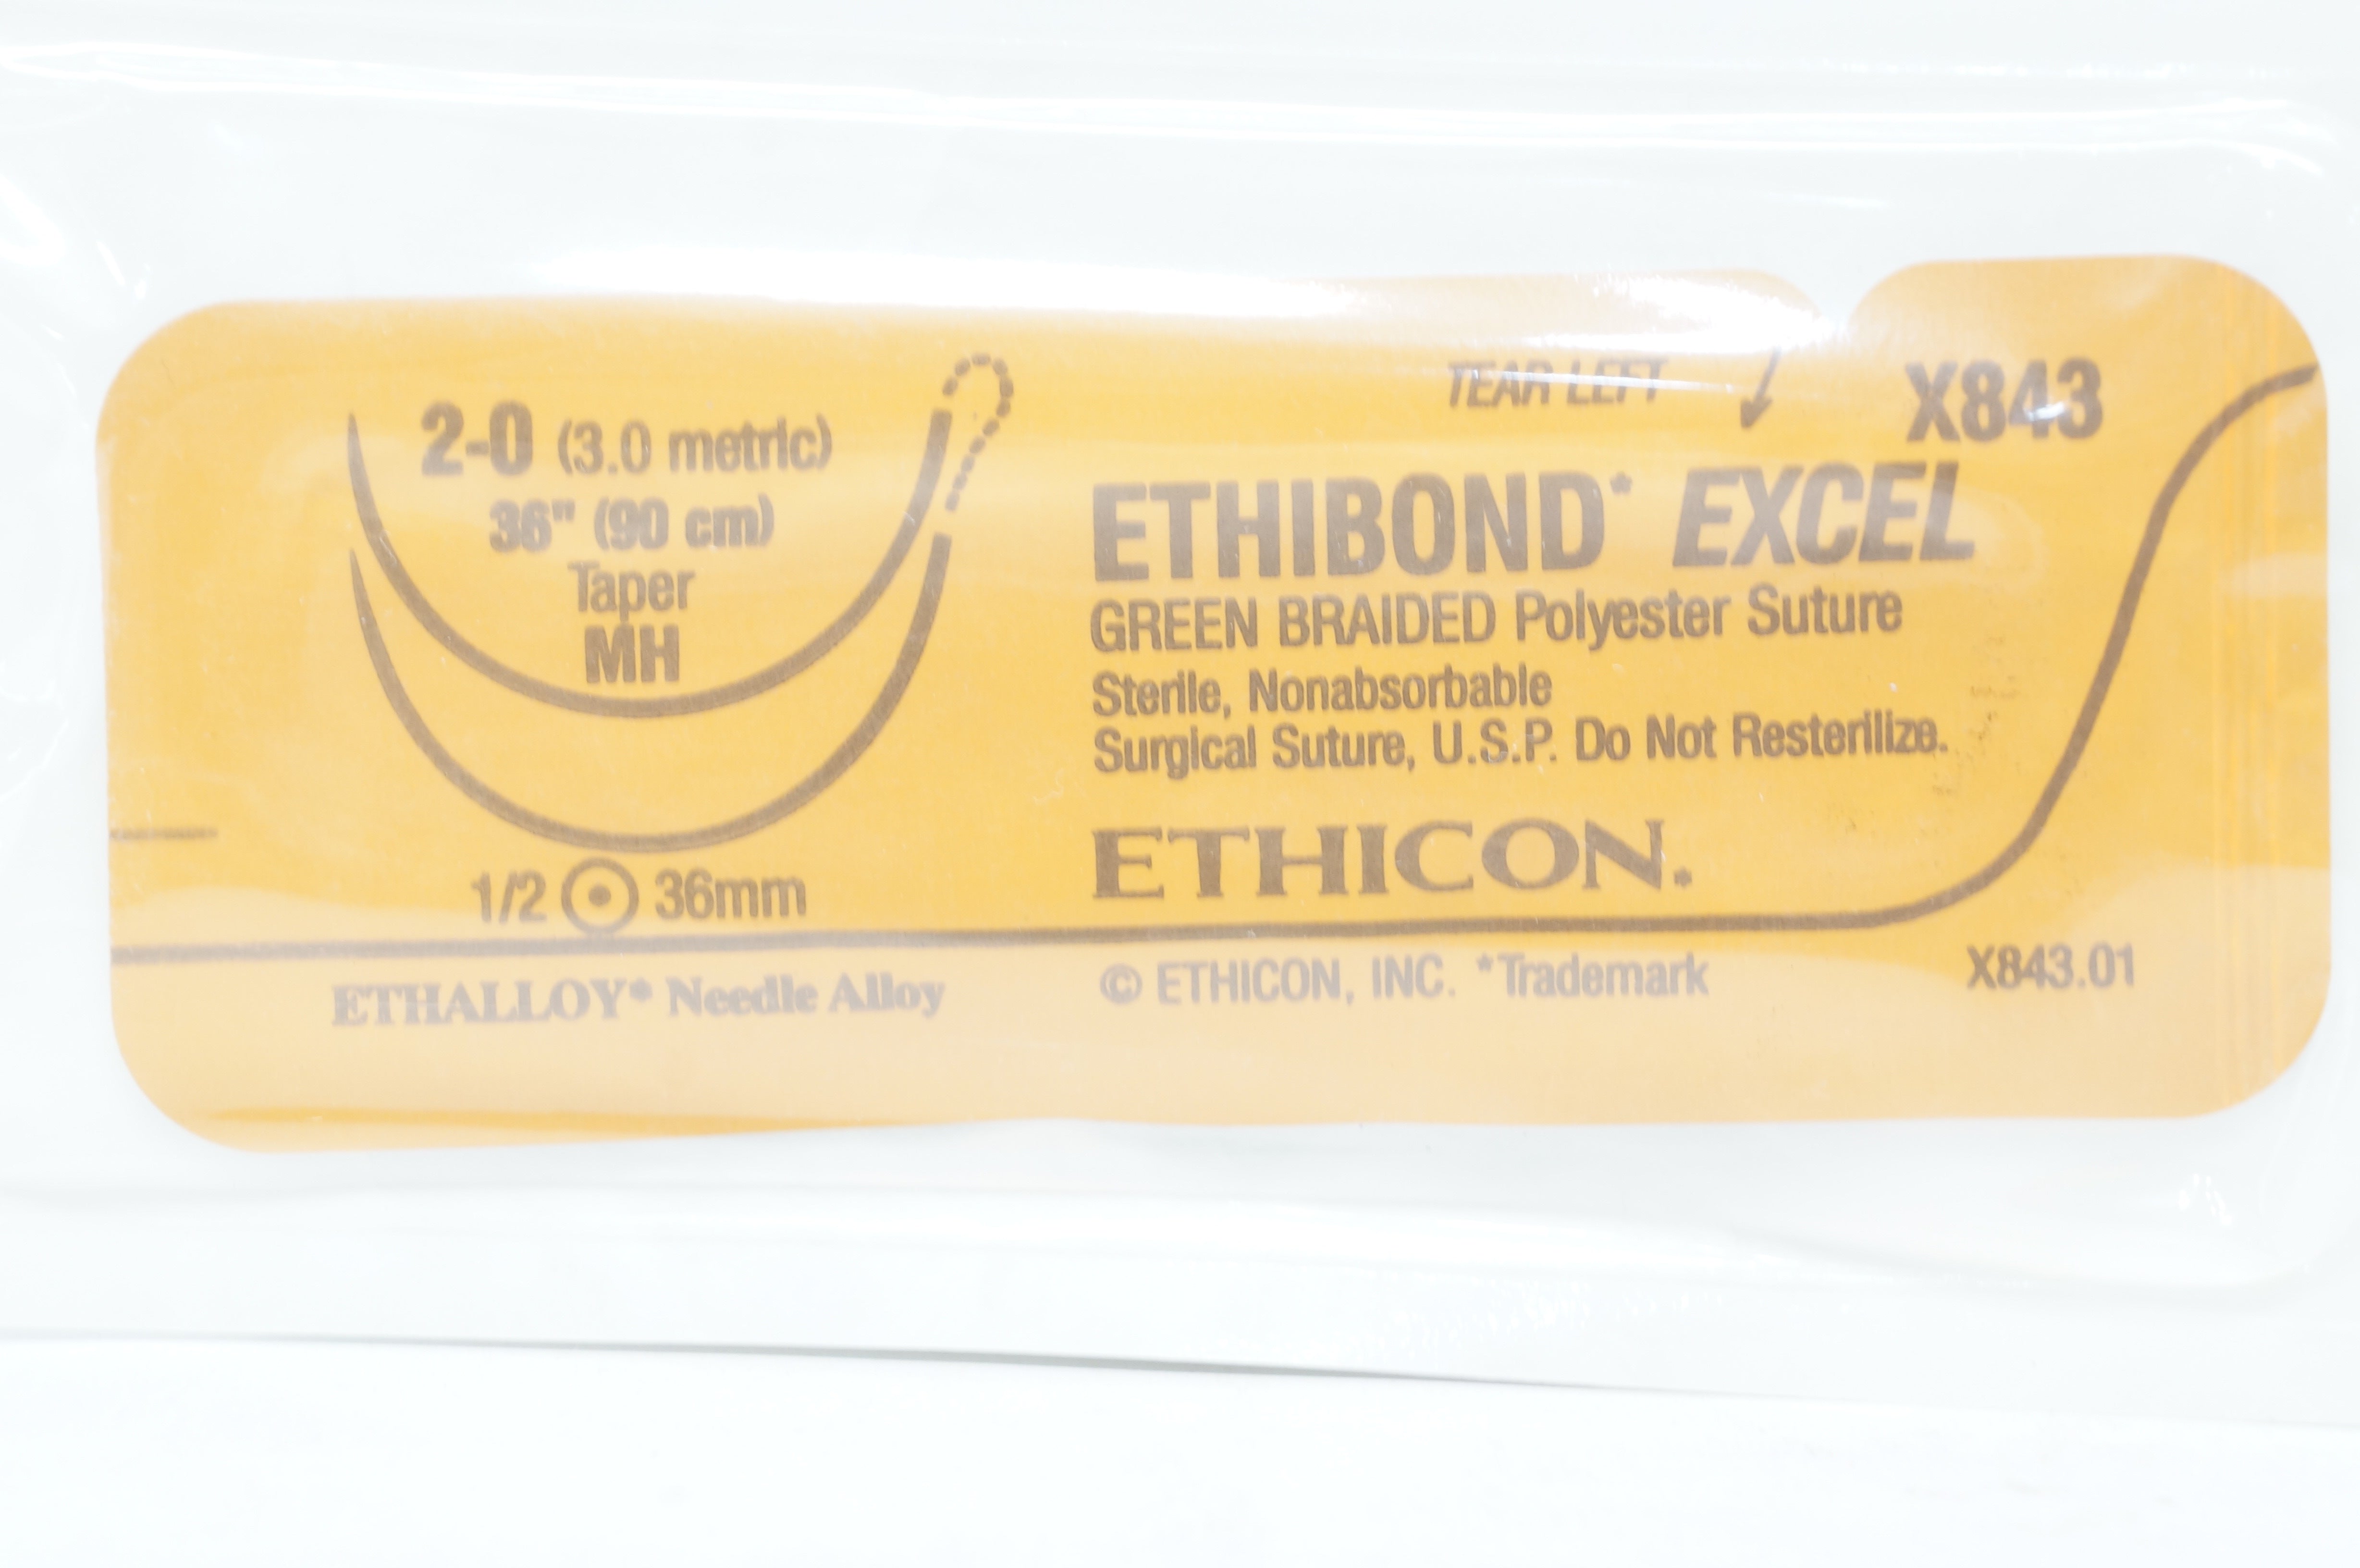 2-0 (3.0 metric)
36" (90 cm)
Taper
MH
1/2 36mm
ETHALLOY* Needle Alloy
TEAR LEFT
X843
ETHIBOND* EXCEL
GREEN BRAIDED Polyester Suture
Sterile, Nonabsorbable
Surgical Suture, U.S.P. Do Not Resterilize.
ETHICON.*
© ETHICON, INC. *Trademark
X843.01